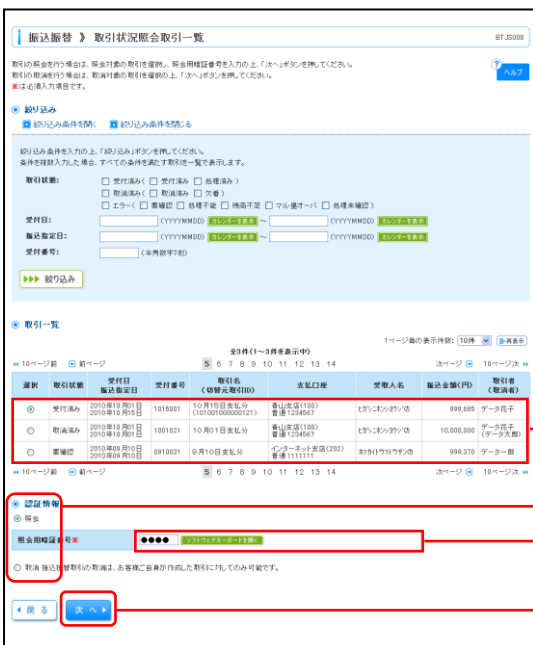 振込振替 》 取引状況照会取引一覧
BTJS008
取引の照会を行う場合は、照会対象の取引を選択し、照会用暗証番号を入力の上、「次へ」ボタンを押してください。
取引の取消を行う場合は、取消対象の取引を選択の上、「次へ」ボタンを押してください。
※は必須入力項目です。
ヘルプ
絞り込み
絞り込み条件を開く 絞り込み条件を閉じる
絞り込み条件を入力の上、「絞り込み」ボタンを押してください。
条件を複数入力した場合、すべての条件を満たす取引を一覧で表示します。
取引状態: 受付済み( 受付済み 処理済み )
取消済み( 取消済み 欠番 )
エラー( 要確認 処理不能 残高不足 マル優オーバ 処理未確認 )
受付日: (YYYYMMDD) カレンダーを表示 ～ (YYYYMMDD) カレンダーを表示
振込指定日: (YYYYMMDD) カレンダーを表示 ～ (YYYYMMDD) カレンダーを表示
受付番号: (半角数字7桁)
絞り込み
取引一覧
1ページ毎の表示件数: 10件 再表示
全3件(1～3件を表示中)
10ページ前 前ページ 5 6 7 8 9 10 11 12 13 14 次ページ 10ページ次
選択 取引状態 受付日 振込指定日 受付番号 取引名 (切替元取引ID) 支払口座 受取人名 振込金額(円) 取引者 (取消者)
受付済み 2010年10月01日 2010年10月15日 1015001 10月15日支払分 (101001000000121) 青山支店(100) 普通 1234567 999,685 データ花子
取消済み 2010年10月01日 2010年10月01日 1001021 10月01日支払分 青山支店(100) 普通 1234567 10,000,000 データ花子 (データ太郎)
要確認 2010年09月10日 2010年09月10日 0910031 9月10日支払分 インターネット支店(202) 普通 1111111 999,370 データ一郎
10ページ前 前ページ 5 6 7 8 9 10 11 12 13 14 次ページ 10ページ次
認証情報
照会
照会用暗証番号※ ●●●● ソフトウェアキーボードを開く
取消 振込振替取引の取消は、お客様ご自身が作成した取引に対してのみ可能です。
戻る 次へ